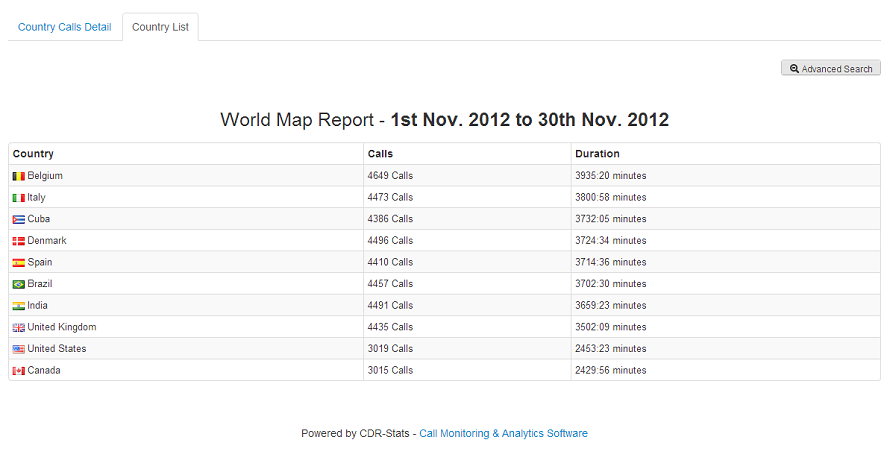 Country Calls Detail Country List
Advanced Search
World Map Report - 1st Nov. 2012 to 30th Nov. 2012
Country Calls Duration
Belgium 4649 Calls 3935:20 minutes
Italy 4473 Calls 3800:58 minutes
Cuba 4386 Calls 3732:05 minutes
Denmark 4496 Calls 3724:34 minutes
Spain 4410 Calls 3714:36 minutes
Brazil 4457 Calls 3702:30 minutes
India 4491 Calls 3659:23 minutes
United Kingdom 4435 Calls 3502:09 minutes
United States 3019 Calls 2453:23 minutes
Canada 3015 Calls 2429:56 minutes
Powered by CDR-Stats - Call Monitoring & Analytics Software